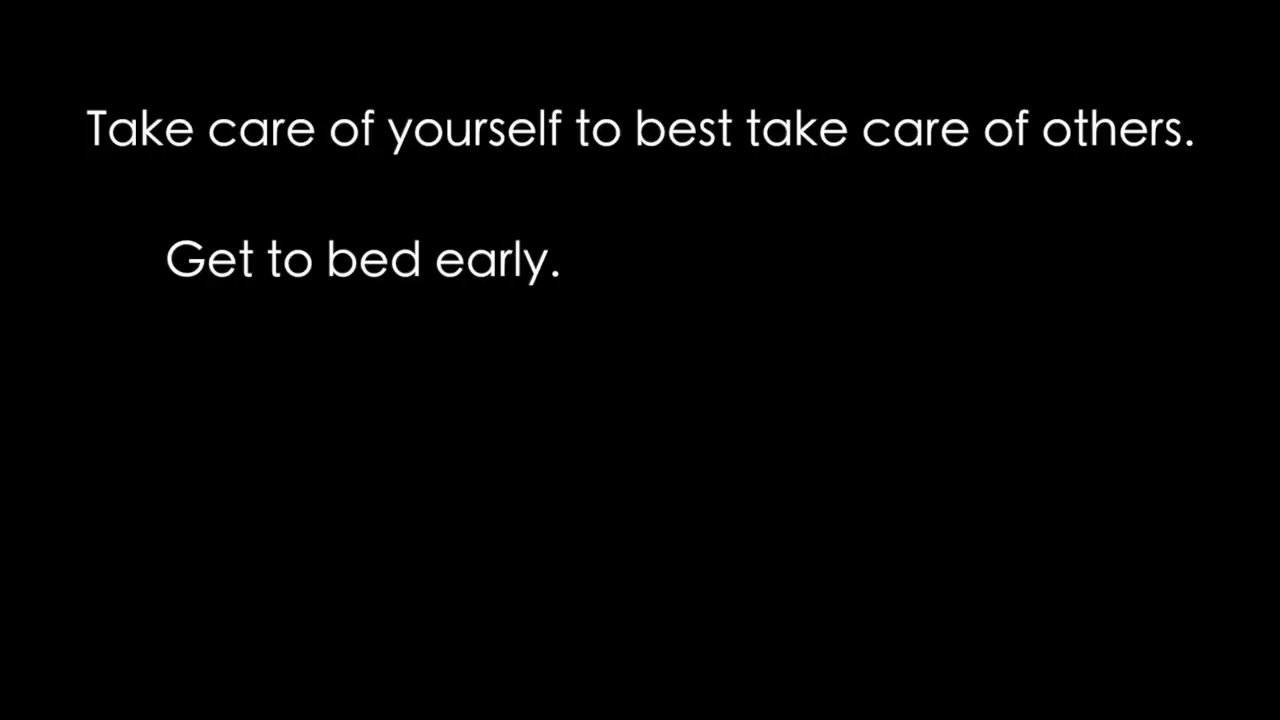 Take care of yourself to best take care of others.
Get to bed early.